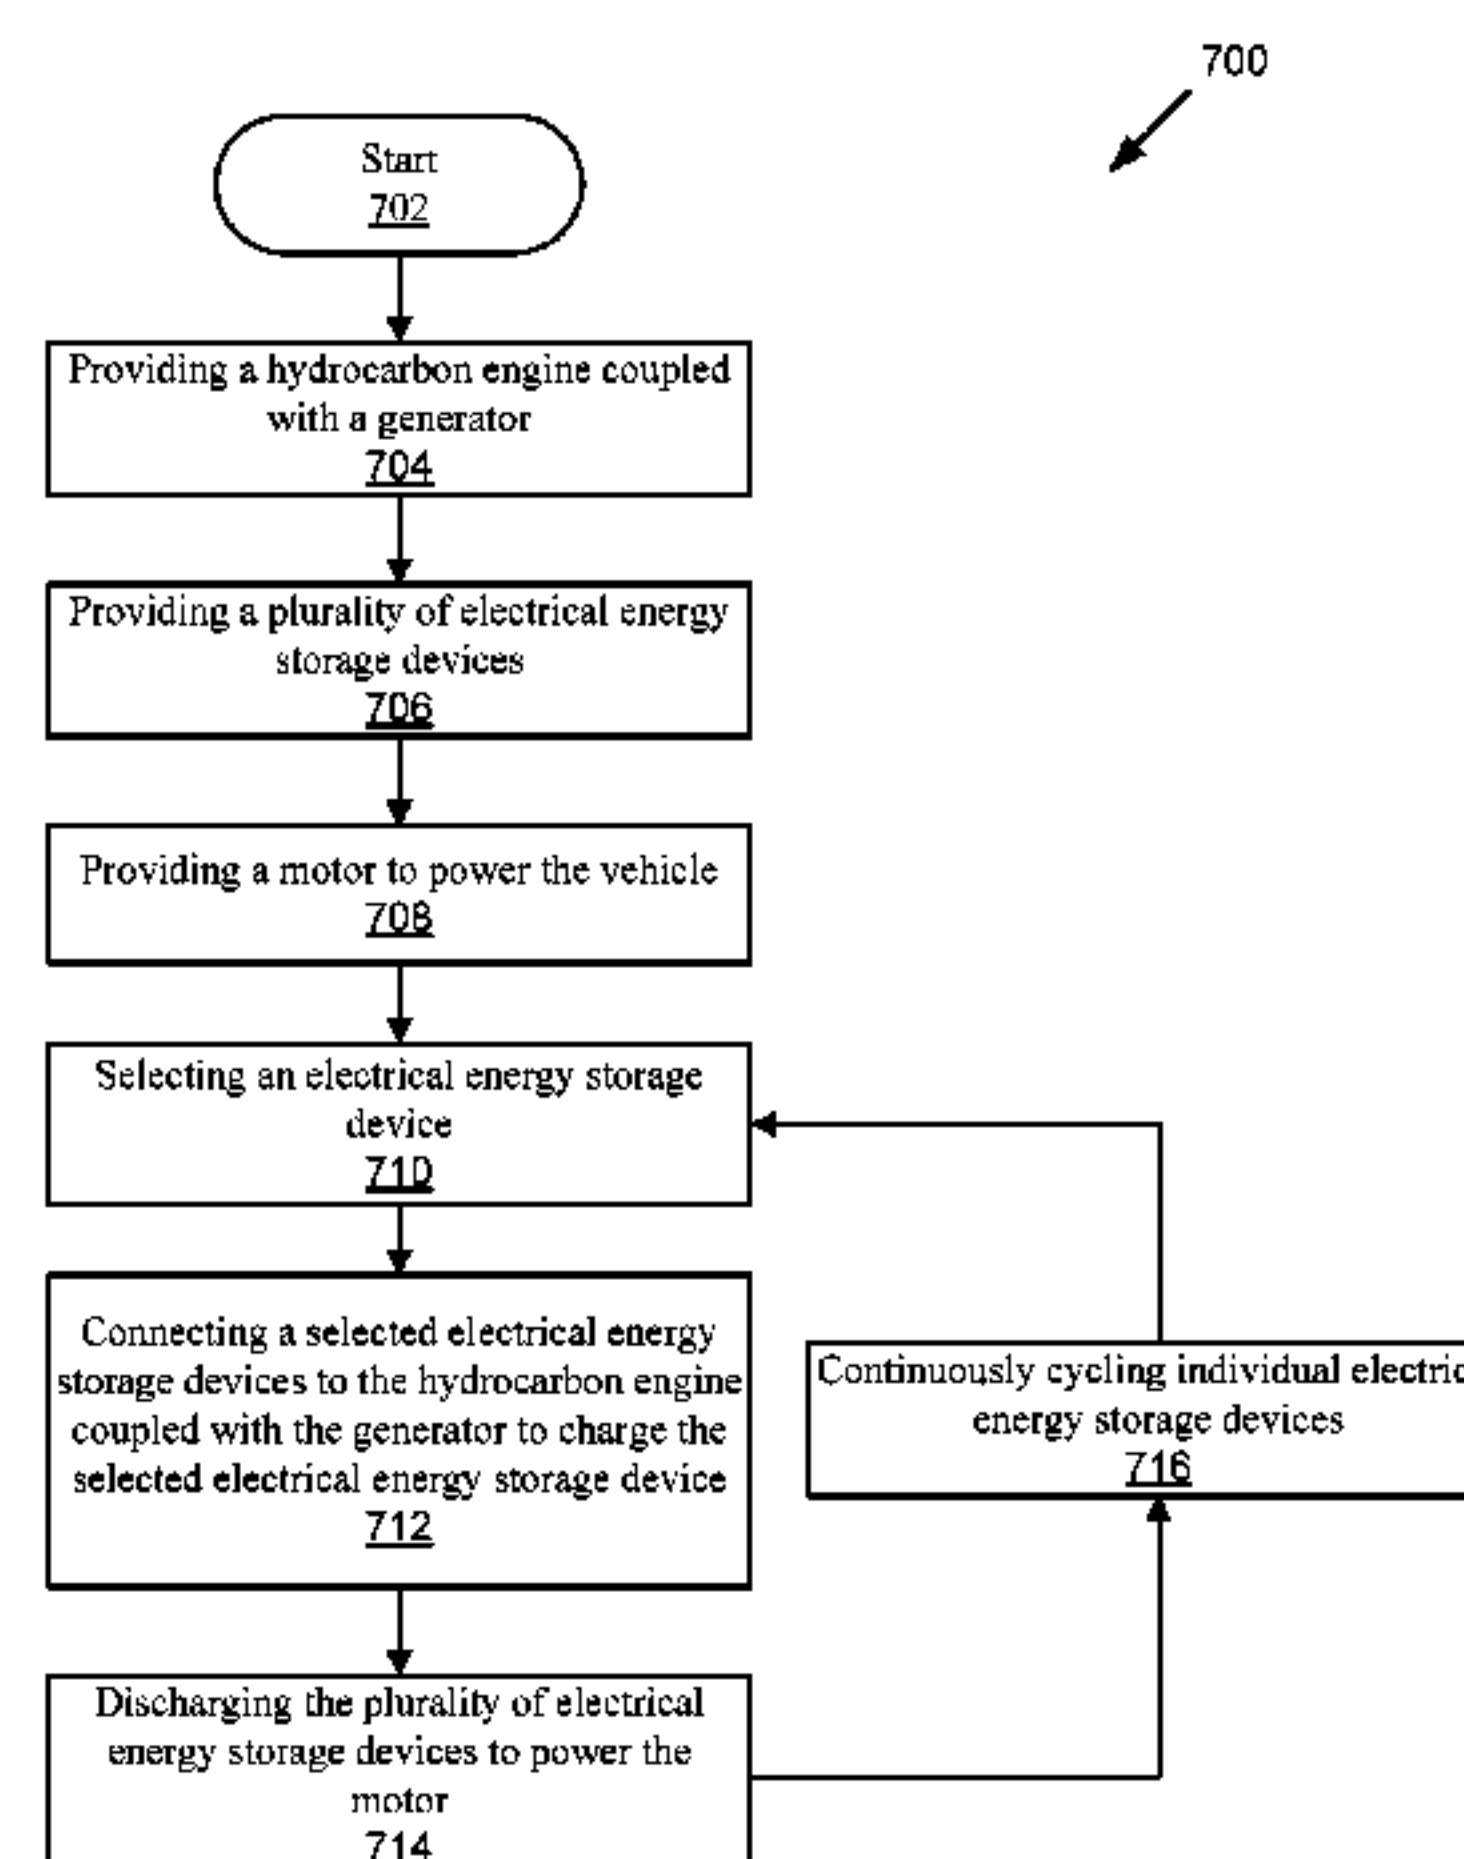 700
Start
702
Providing a hydrocarbon engine coupled
with a generator
704
Providing a plurality of electrical energy
storage devices
706
Providing a motor to power the vehicle
708
Selecting an electrical energy storage
device
710
Connecting a selected electrical energy
storage devices to the hydrocarbon engine
coupled with the generator to charge the
selected electrical energy storage device
712
Continuously cycling individual
energy storage devices
716
Discharging the plurality of electrical
energy storage devices to power the
motor
714